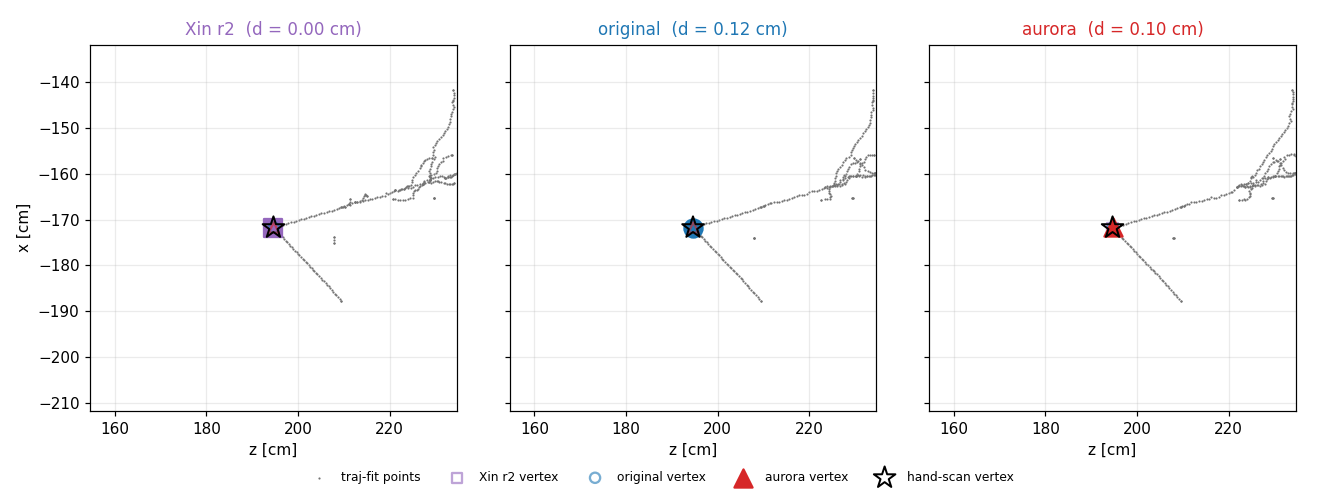 Xin r2  (d = 0.00 cm)
original  (d = 0.12 cm)
aurora  (d = 0.10 cm)
x [cm]
−140
−150
−160
−170
−180
−190
−200
−210
160 180 200 220
160 180 200 220
160 180 200 220
z [cm]
z [cm]
z [cm]
traj-fit points
Xin r2 vertex
original vertex
aurora vertex
hand-scan vertex